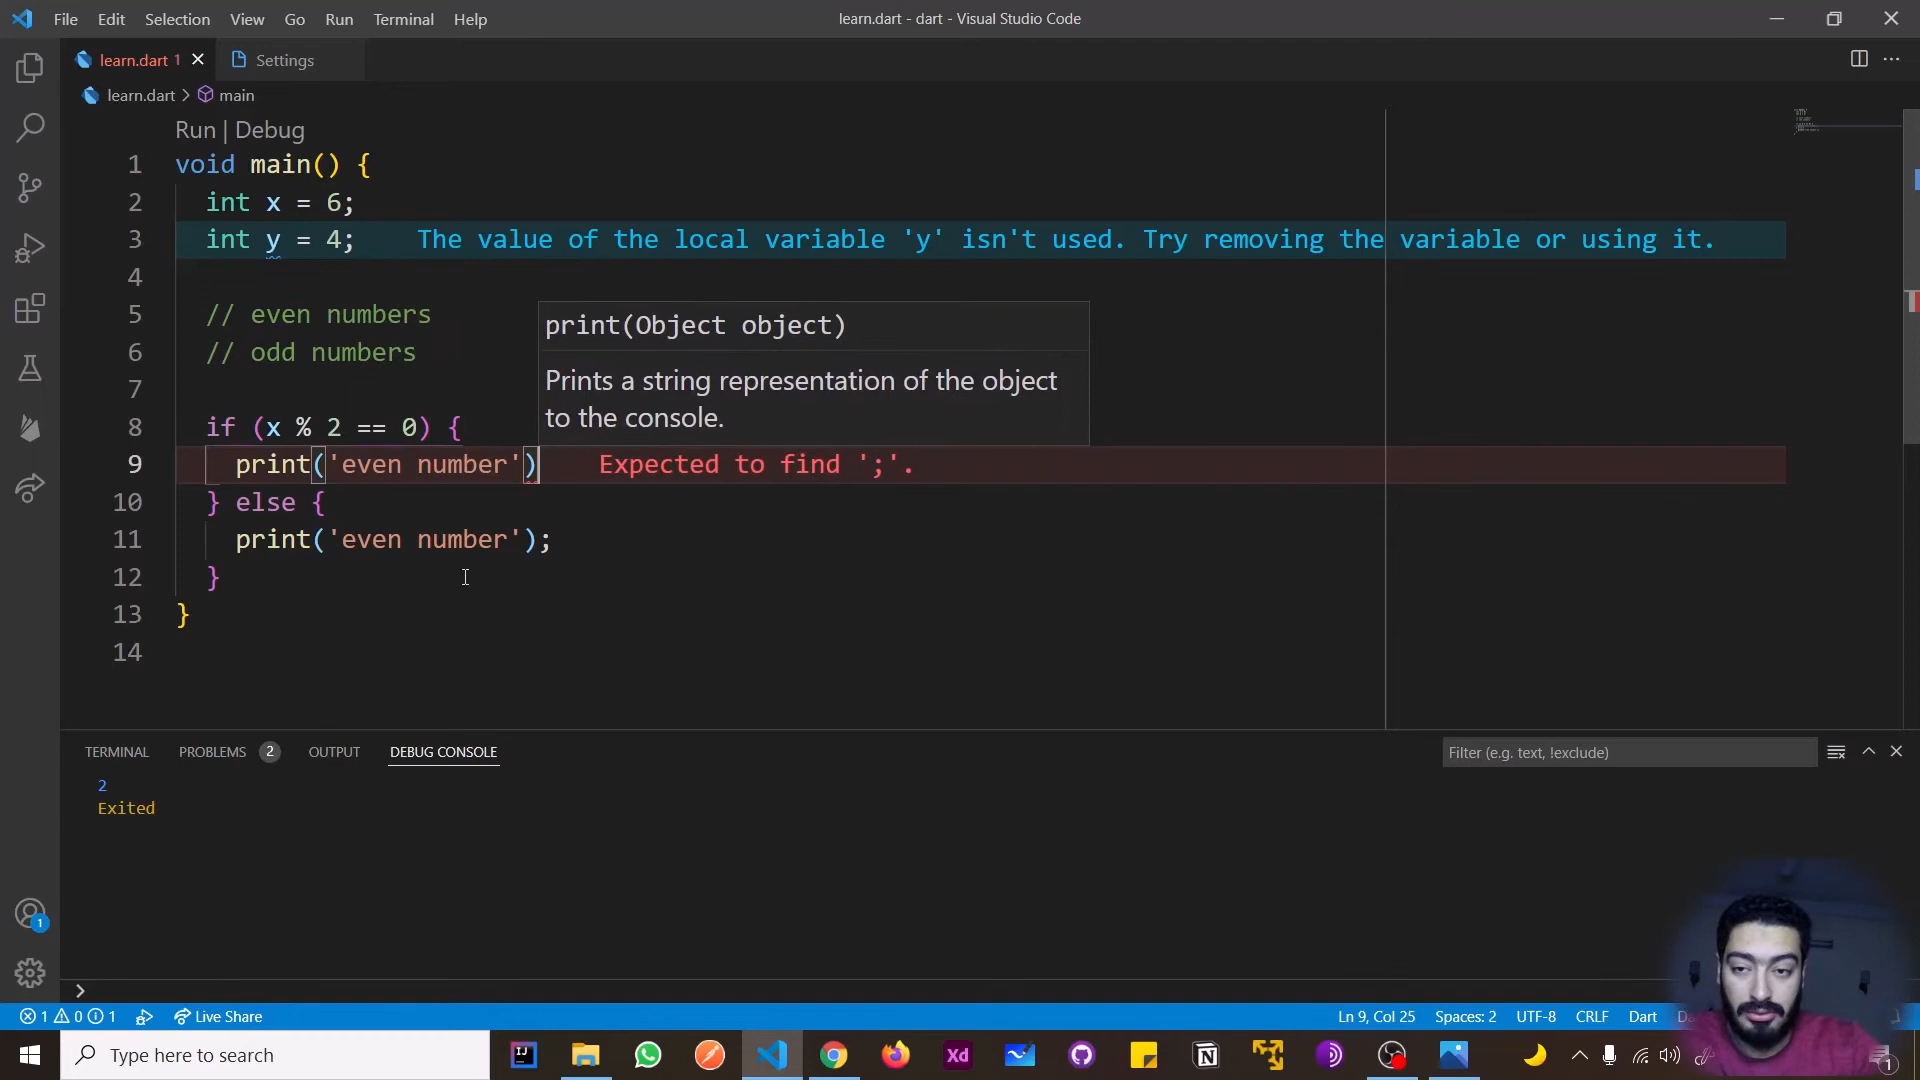 File Edit Selection View Go Run Terminal Help
learn.dart - dart - Visual Studio Code
learn.dart 1 Settings
learn.dart > main
Run | Debug
1 void main() {
2 int x = 6;
3 int y = 4; The value of the local variable 'y' isn't used. Try removing the variable or using it.
4
5 // even numbers
6 // odd numbers
print(Object object)
Prints a string representation of the object
to the console.
7
8 if (x % 2 == 0) {
9 print('even number') Expected to find ';'.
10 } else {
11 print('even number');
12 }
13 }
14
TERMINAL PROBLEMS 2 OUTPUT DEBUG CONSOLE
Filter (e.g. text, !exclude)
2
Exited
1
>
1 0 1 Live Share
Ln 9, Col 25 Spaces: 2 UTF-8 CRLF Dart
Type here to search
IJ
Xd
N
1